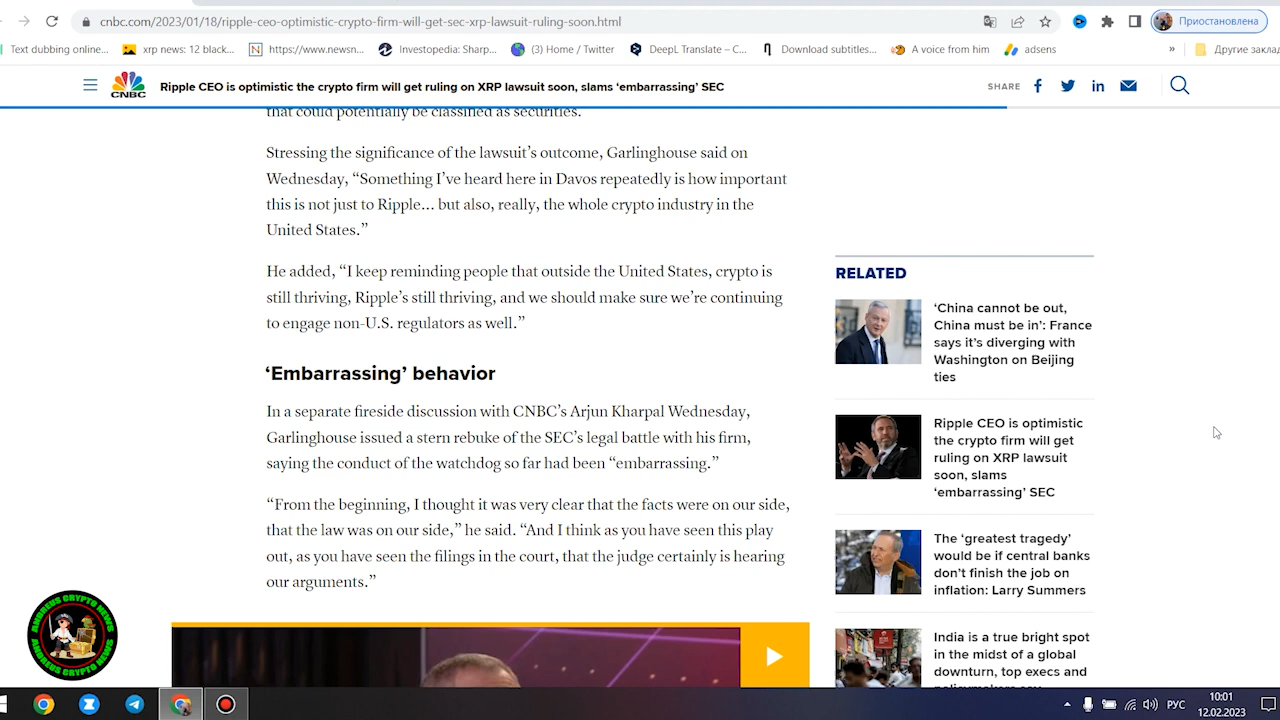 cnbc.com/2023/01/18/ripple-ceo-optimistic-crypto-firm-will-get-sec-xrp-lawsuit-ruling-soon.html
Приостановлена
Text dubbing online...
xrp news: 12 black...
https://www.newsn...
Investopedia: Sharp...
(3) Home / Twitter
DeepL Translate – C...
Download subtitles...
A voice from him
adsens
»
Другие закла
CNBC
Ripple CEO is optimistic the crypto firm will get ruling on XRP lawsuit soon, slams ‘embarrassing’ SEC
SHARE
that could potentially be classified as securities.
Stressing the significance of the lawsuit’s outcome, Garlinghouse said on
Wednesday, “Something I’ve heard here in Davos repeatedly is how important
this is not just to Ripple... but also, really, the whole crypto industry in the
United States.”
He added, “I keep reminding people that outside the United States, crypto is
still thriving, Ripple’s still thriving, and we should make sure we’re continuing
to engage non-U.S. regulators as well.”
‘Embarrassing’ behavior
In a separate fireside discussion with CNBC’s Arjun Kharpal Wednesday,
Garlinghouse issued a stern rebuke of the SEC’s legal battle with his firm,
saying the conduct of the watchdog so far had been “embarrassing.”
“From the beginning, I thought it was very clear that the facts were on our side,
that the law was on our side,” he said. “And I think as you have seen this play
out, as you have seen the filings in the court, that the judge certainly is hearing
our arguments.”
RELATED
‘China cannot be out,
China must be in’: France
says it’s diverging with
Washington on Beijing
ties
Ripple CEO is optimistic
the crypto firm will get
ruling on XRP lawsuit
soon, slams
‘embarrassing’ SEC
The ‘greatest tragedy’
would be if central banks
don’t finish the job on
inflation: Larry Summers
India is a true bright spot
in the midst of a global
downturn, top execs and
policymakers say
ANDREUS CRYPTO NEWS
ANDREUS CRYPTO NEWS
РУС
10:01
12.02.2023